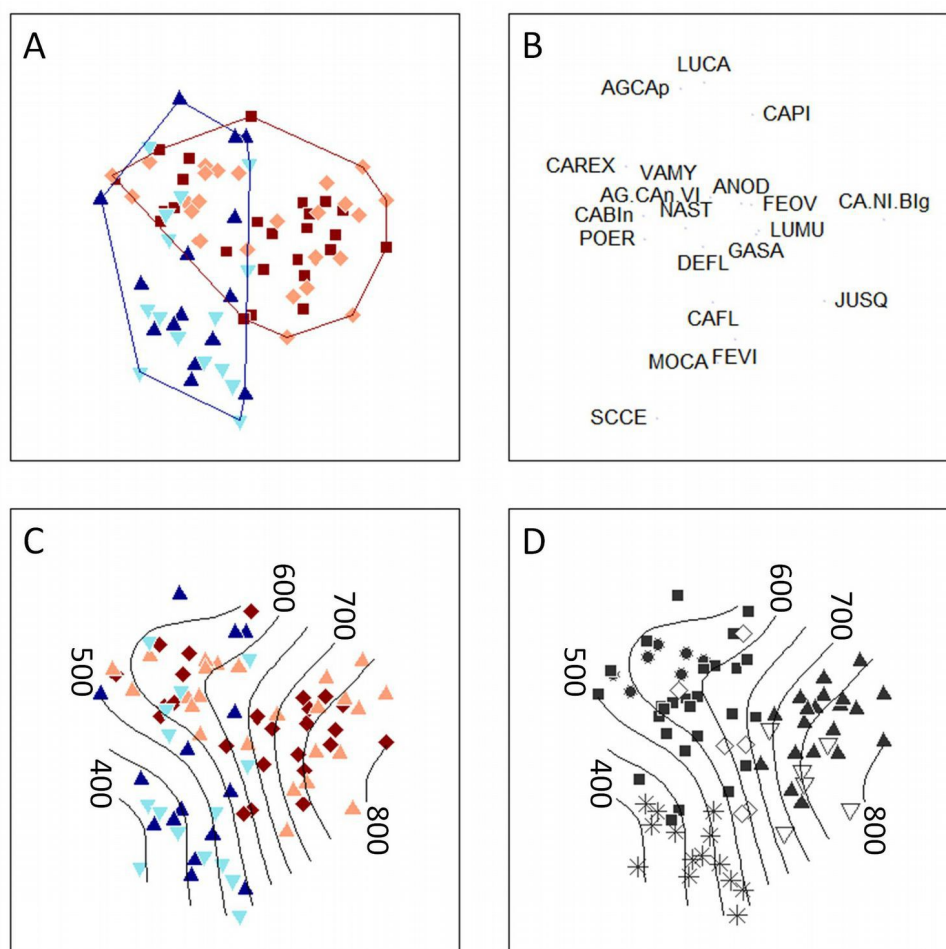 A
B
LUCA
AGCAp
CAPI
CAREX
VAMY
AG.CAn.VI
ANOD
CABIn
NAST
FEOV
CA.NI.BIg
POER
LUMU
GASA
DEFL
JUSQ
CAFL
MOCA
FEVI
SCCE
C
600
700
500
400
800
D
600
700
500
400
800